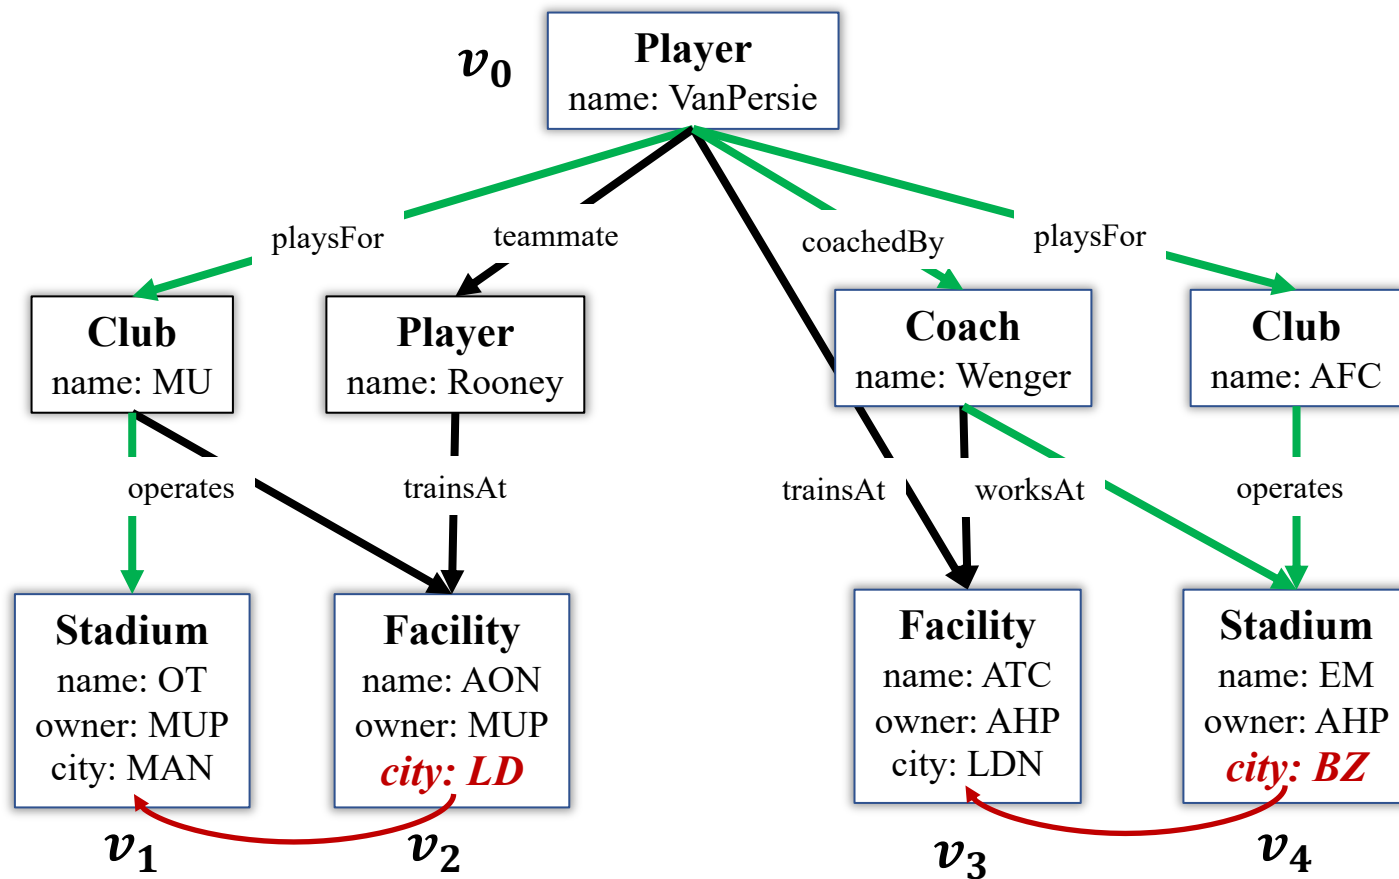 v0
Player
name: VanPersie
playsFor
teammate
coachedBy
playsFor
Club
name: MU
Player
name: Rooney
Coach
name: Wenger
Club
name: AFC
operates
trainsAt
trainsAt
worksAt
operates
Stadium
name: OT
owner: MUP
city: MAN
Facility
name: AON
owner: MUP
city: LD
Facility
name: ATC
owner: AHP
city: LDN
Stadium
name: EM
owner: AHP
city: BZ
v1
v2
v3
v4